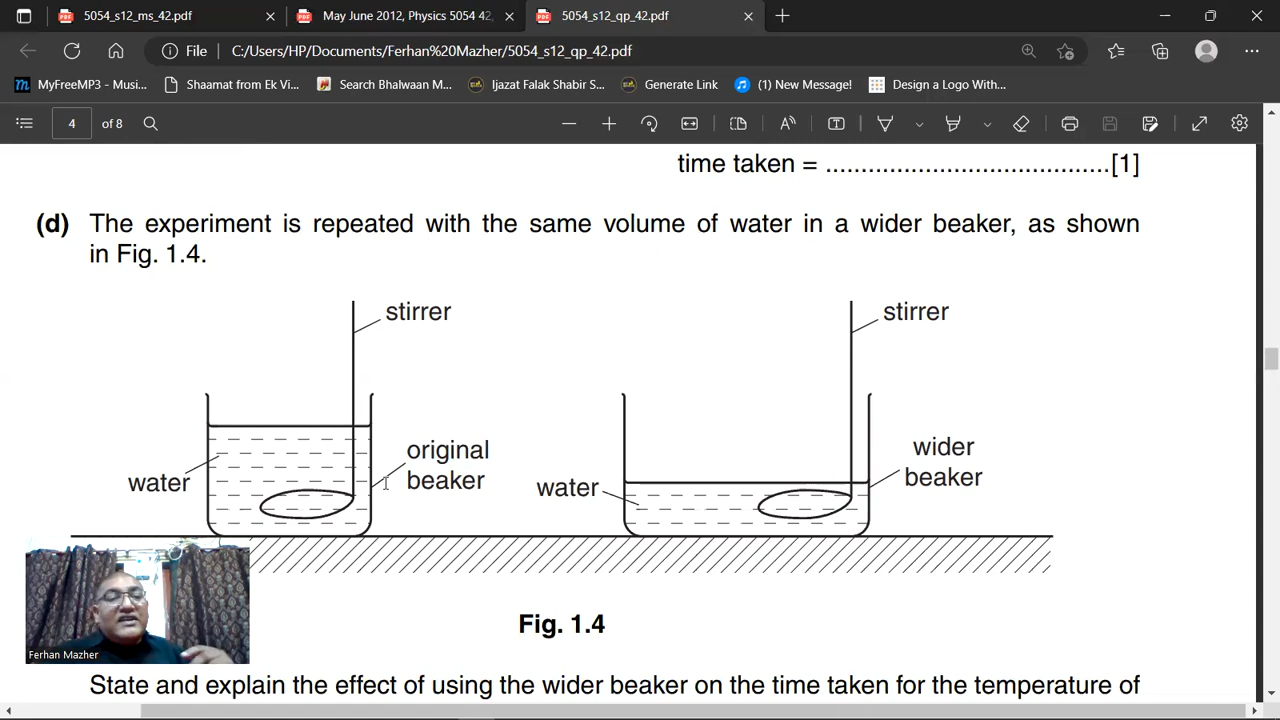 5054_s12_ms_42.pdf
May June 2012, Physics 5054 42,
5054_s12_qp_42.pdf
File
C:/Users/HP/Documents/Ferhan%20Mazher/5054_s12_qp_42.pdf
MyFreeMP3 - Musi...
Shaamat from Ek Vi...
Search Bhalwaan M...
Ijazat Falak Shabir S...
Generate Link
(1) New Message!
Design a Logo With...
4 of 8
time taken = .......................................[1]
(d) The experiment is repeated with the same volume of water in a wider beaker, as shown
in Fig. 1.4.
stirrer
stirrer
original
beaker
wider
beaker
water
water
Fig. 1.4
Ferhan Mazher
State and explain the effect of using the wider beaker on the time taken for the temperature of